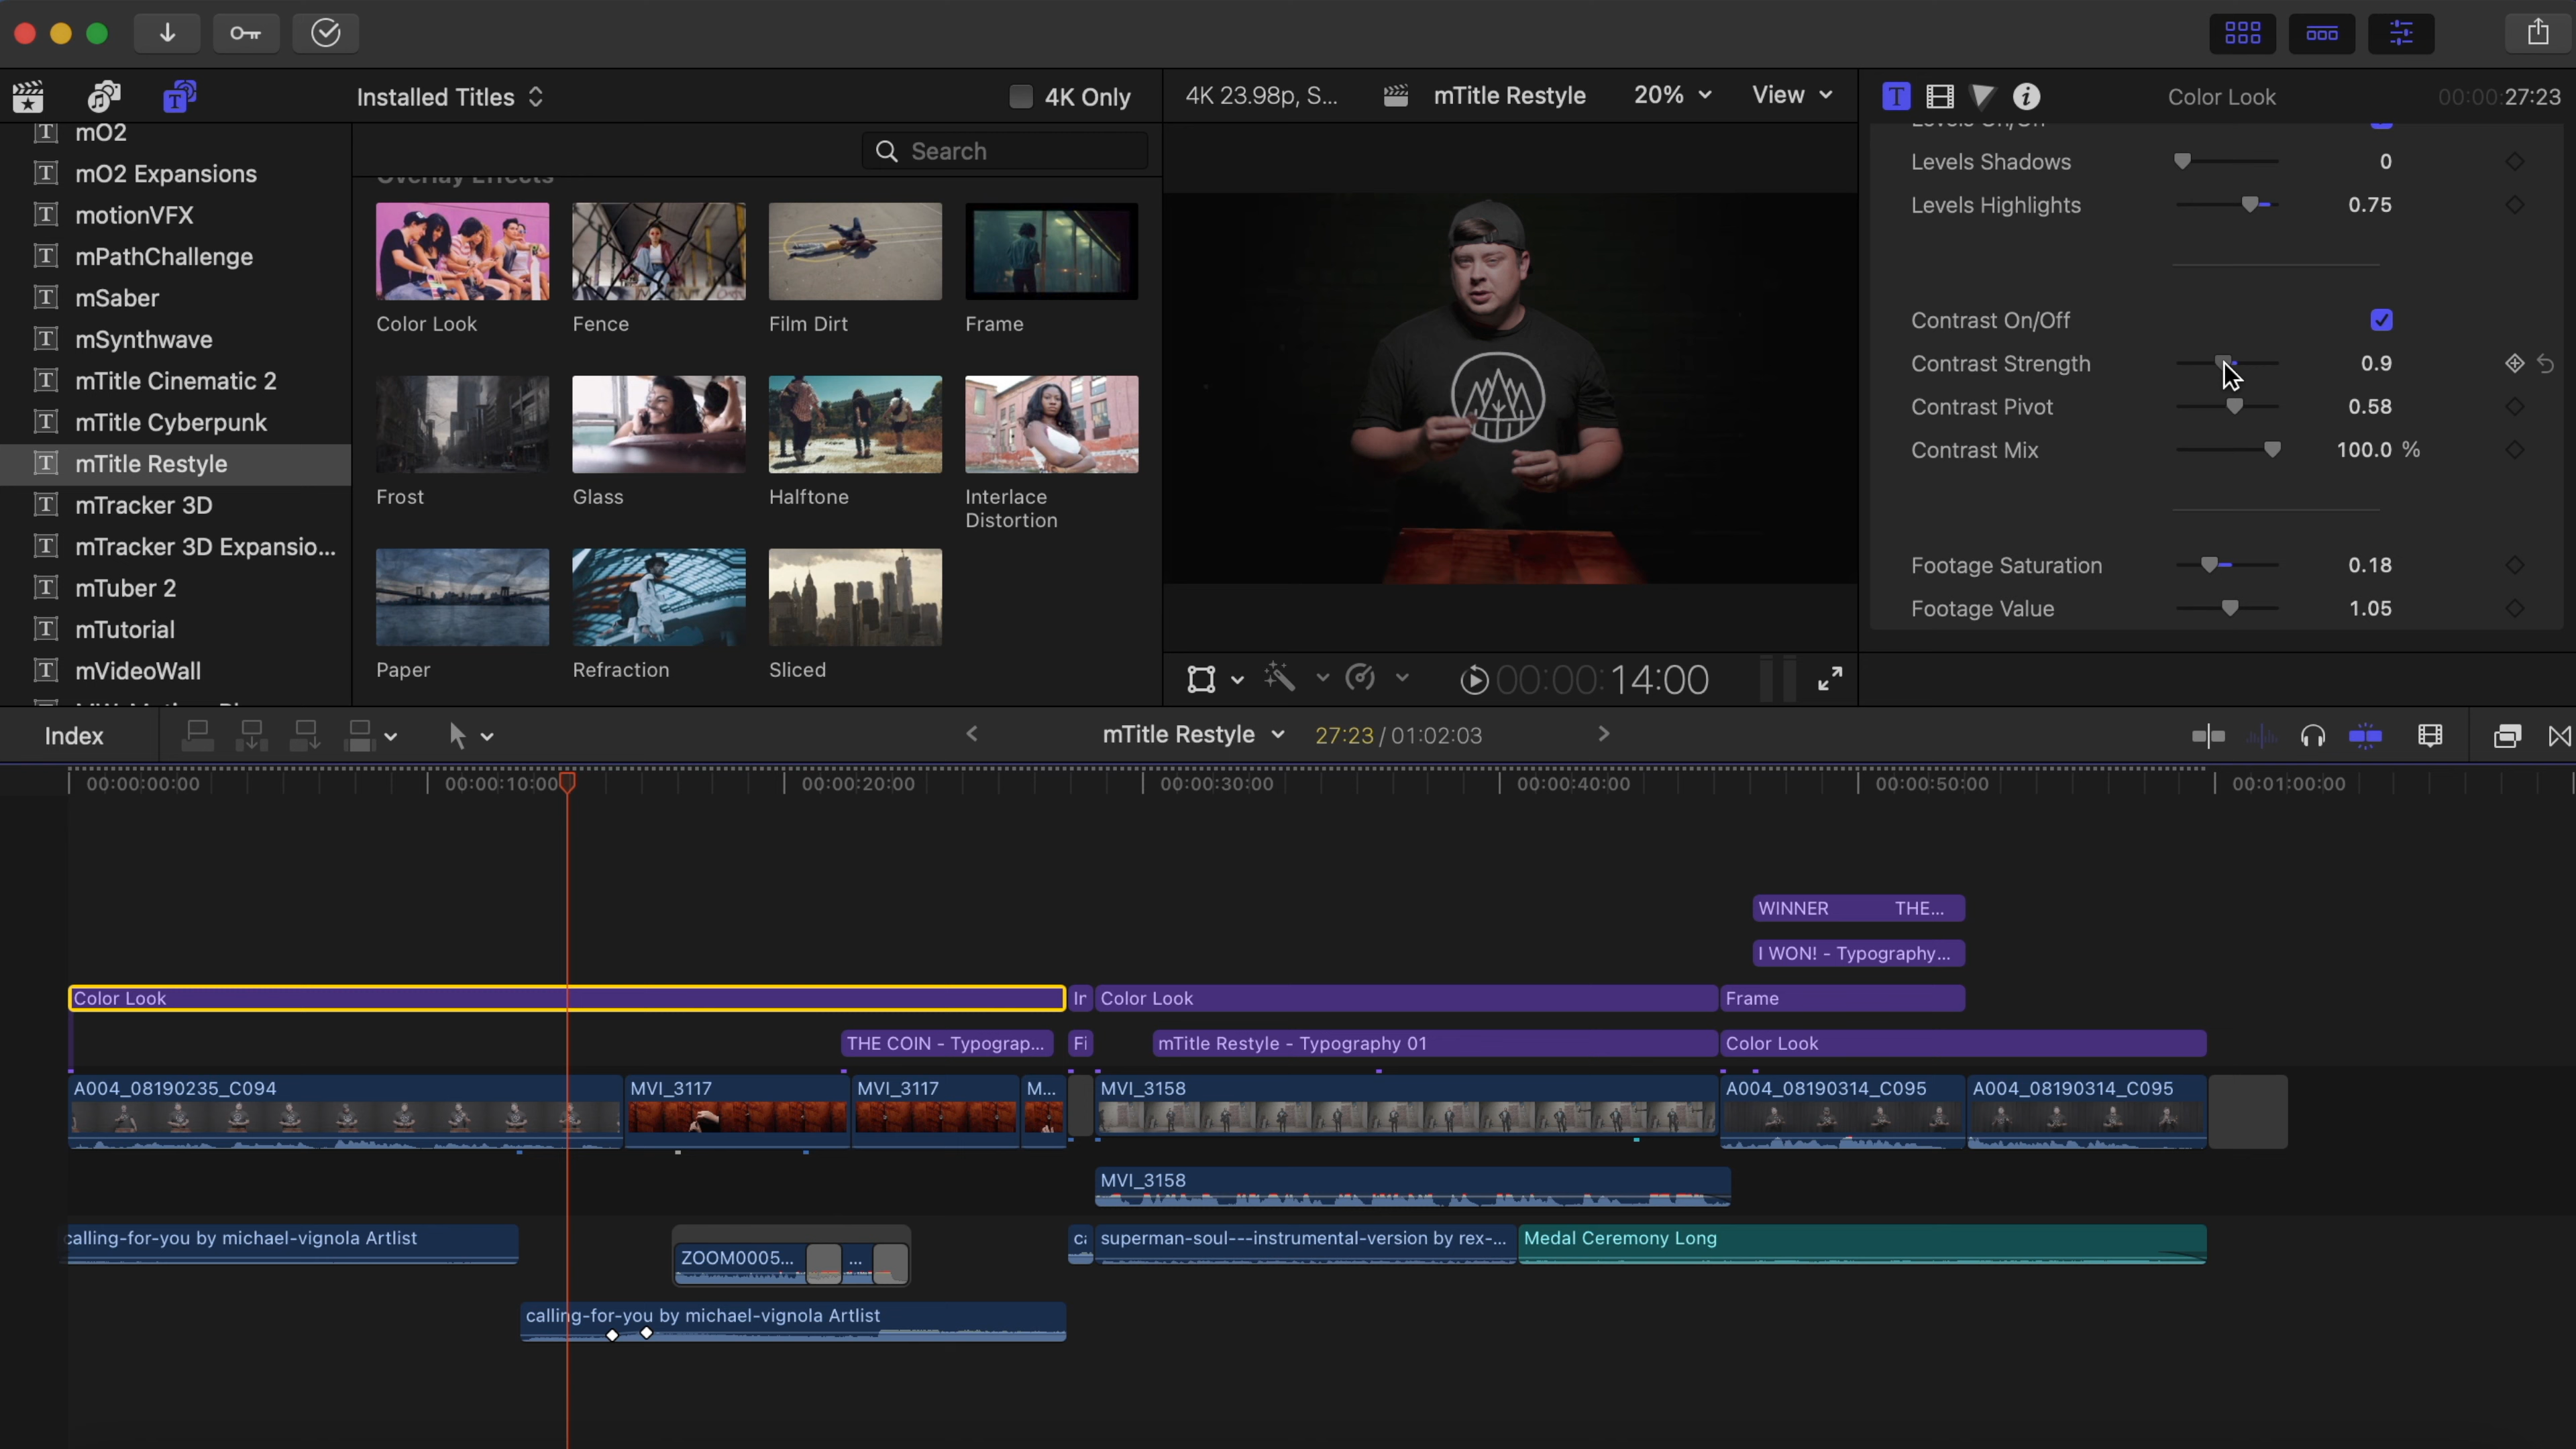 Installed Titles
4K Only
4K 23.98p, S...
mTitle Restyle
20%
View
Color Look
00:00:27:23
mO2
mO2 Expansions
motionVFX
mPathChallenge
mSaber
mSynthwave
mTitle Cinematic 2
mTitle Cyberpunk
mTitle Restyle
mTracker 3D
mTracker 3D Expansio...
mTuber 2
mTutorial
mVideoWall
Search
Overlay Effects
Color Look
Fence
Film Dirt
Frame
Frost
Glass
Halftone
Interlace
Distortion
Paper
Refraction
Sliced
00:00:14:00
Levels On/Off
Levels Shadows 0
Levels Highlights 0.75
Contrast On/Off
Contrast Strength 0.9
Contrast Pivot 0.58
Contrast Mix 100.0 %
Footage Saturation 0.18
Footage Value 1.05
Index
mTitle Restyle
27:23 / 01:02:03
00:00:00:00
00:00:10:00
00:00:20:00
00:00:30:00
00:00:40:00
00:00:50:00
00:01:00:00
WINNER THE...
I WON! - Typography...
Color Look
Ir
Color Look
Frame
THE COIN - Typograp...
Fi
mTitle Restyle - Typography 01
Color Look
A004_08190235_C094
MVI_3117
MVI_3117
M...
MVI_3158
A004_08190314_C095
A004_08190314_C095
MVI_3158
calling-for-you by michael-vignola Artlist
ZOOM0005...
...
superman-soul---instrumental-version by rex-...
Medal Ceremony Long
calling-for-you by michael-vignola Artlist